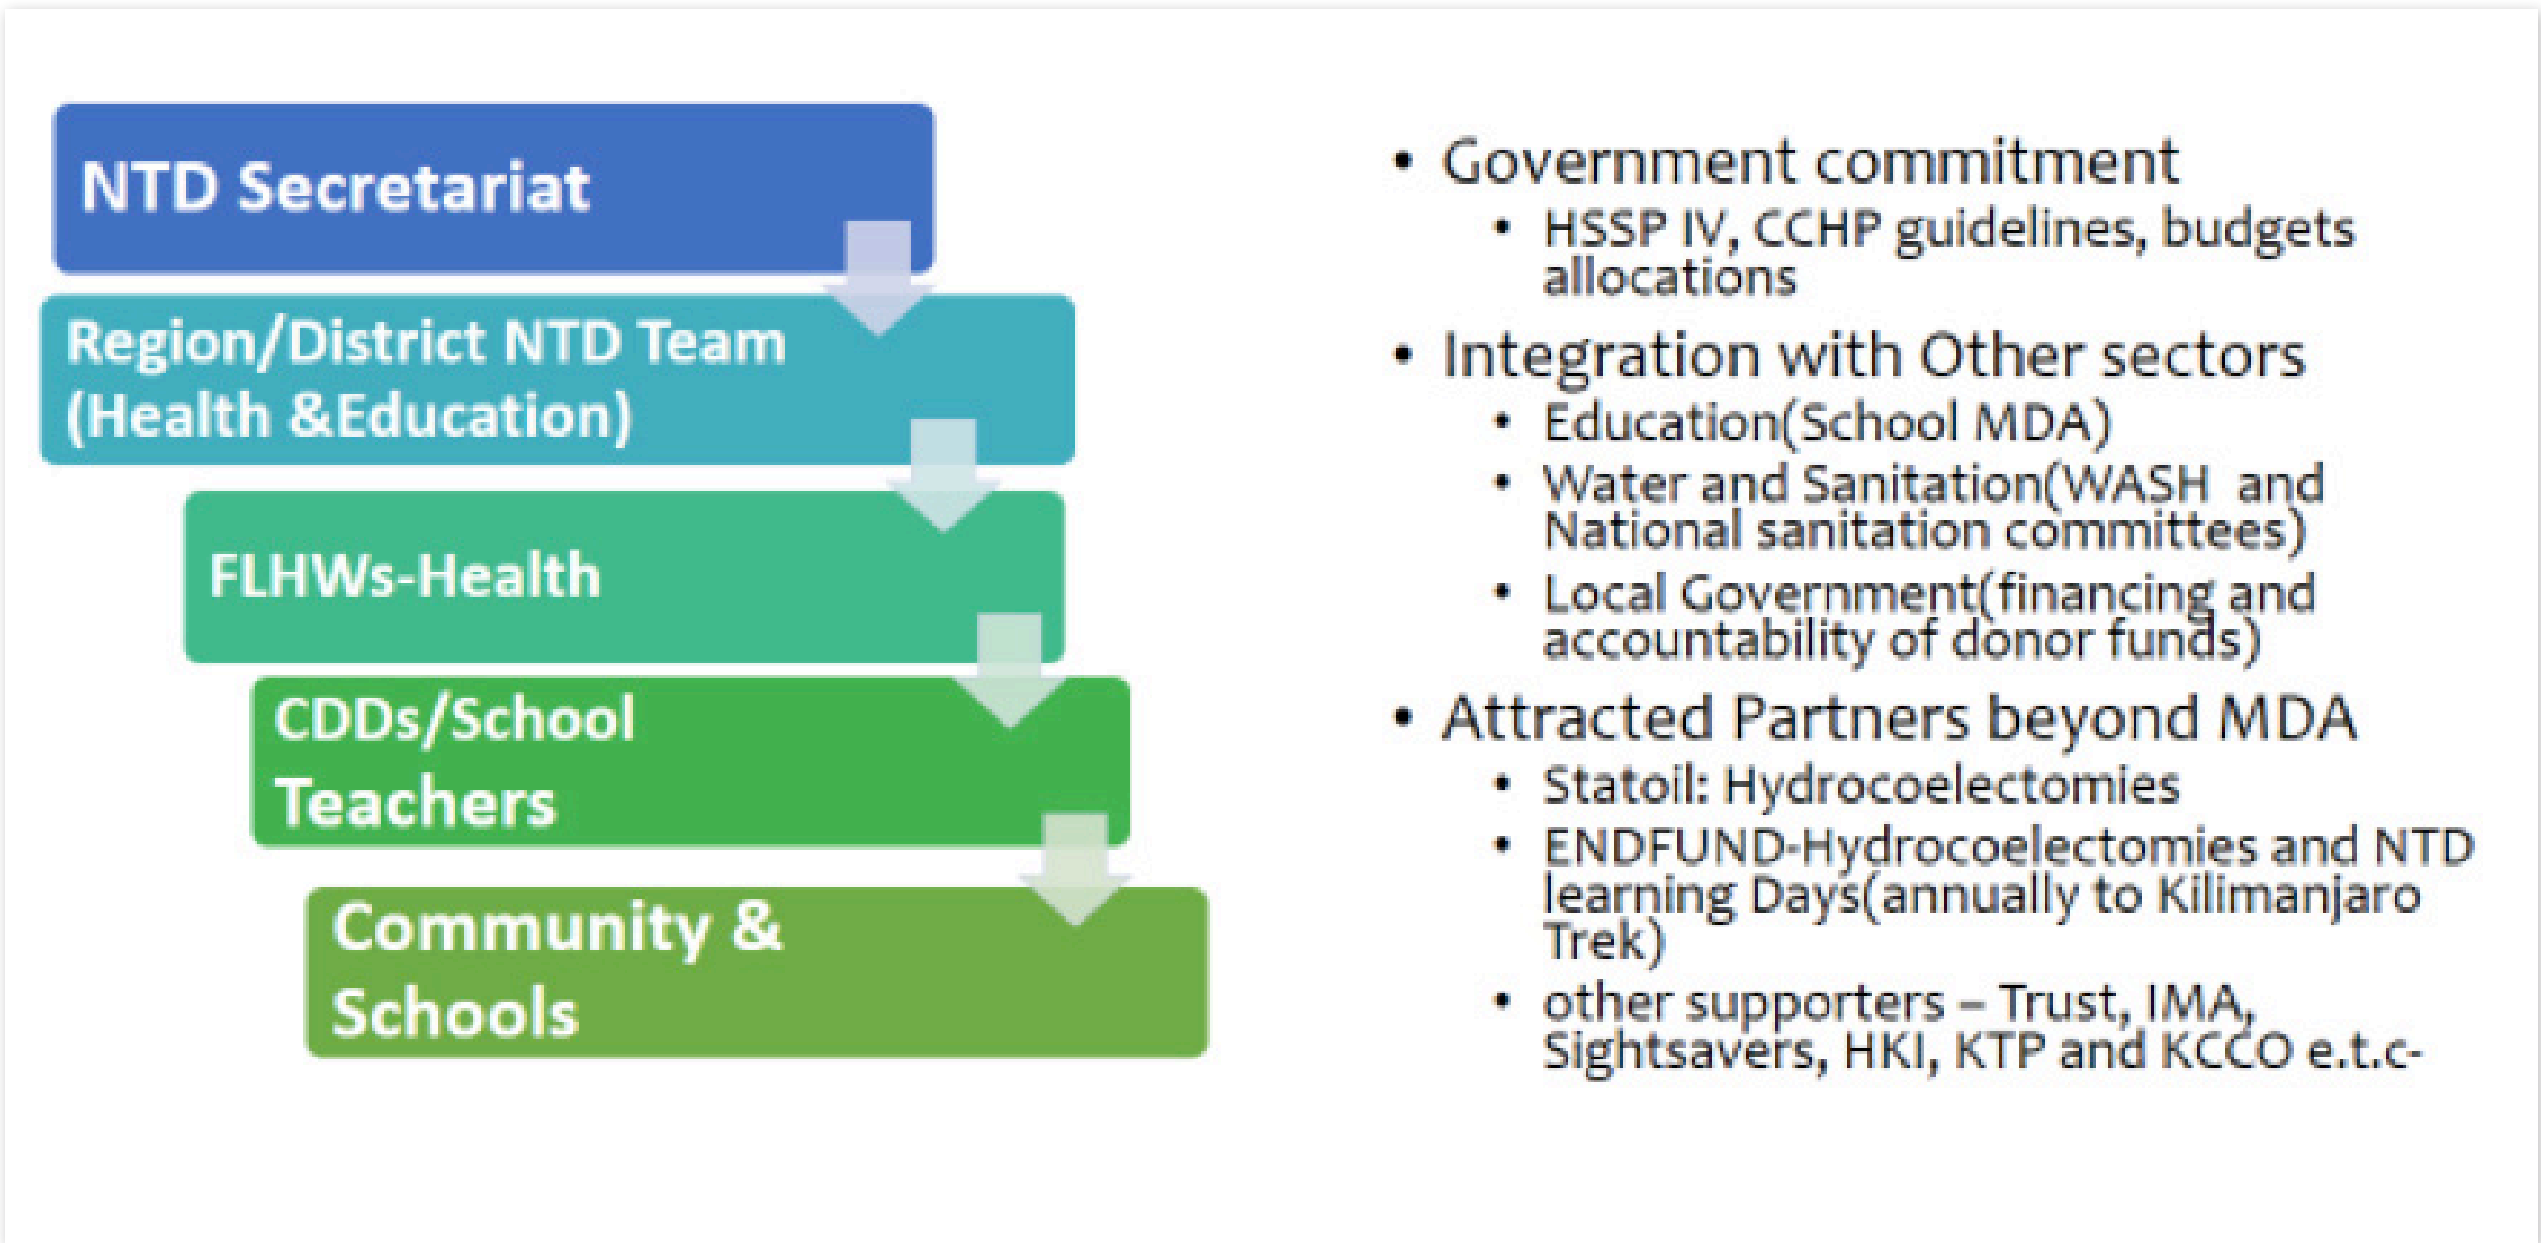 NTD Secretariat
Region/District NTD Team
(Health &Education)
FLHWs-Health
CDDs/School
Teachers
Community &
Schools
• Government commitment
• HSSP IV, CCHP guidelines, budgets
allocations
• Integration with Other sectors
• Education(School MDA)
• Water and Sanitation(WASH and
National sanitation committees)
• Local Government(financing and
accountability of donor funds)
• Attracted Partners beyond MDA
• Statoil: Hydrocoelectomies
• ENDFUND-Hydrocoelectomies and NTD
learning Days(annually to Kilimanjaro
Trek)
• other supporters – Trust, IMA,
Sightsavers, HKI, KTP and KCCO e.t.c-